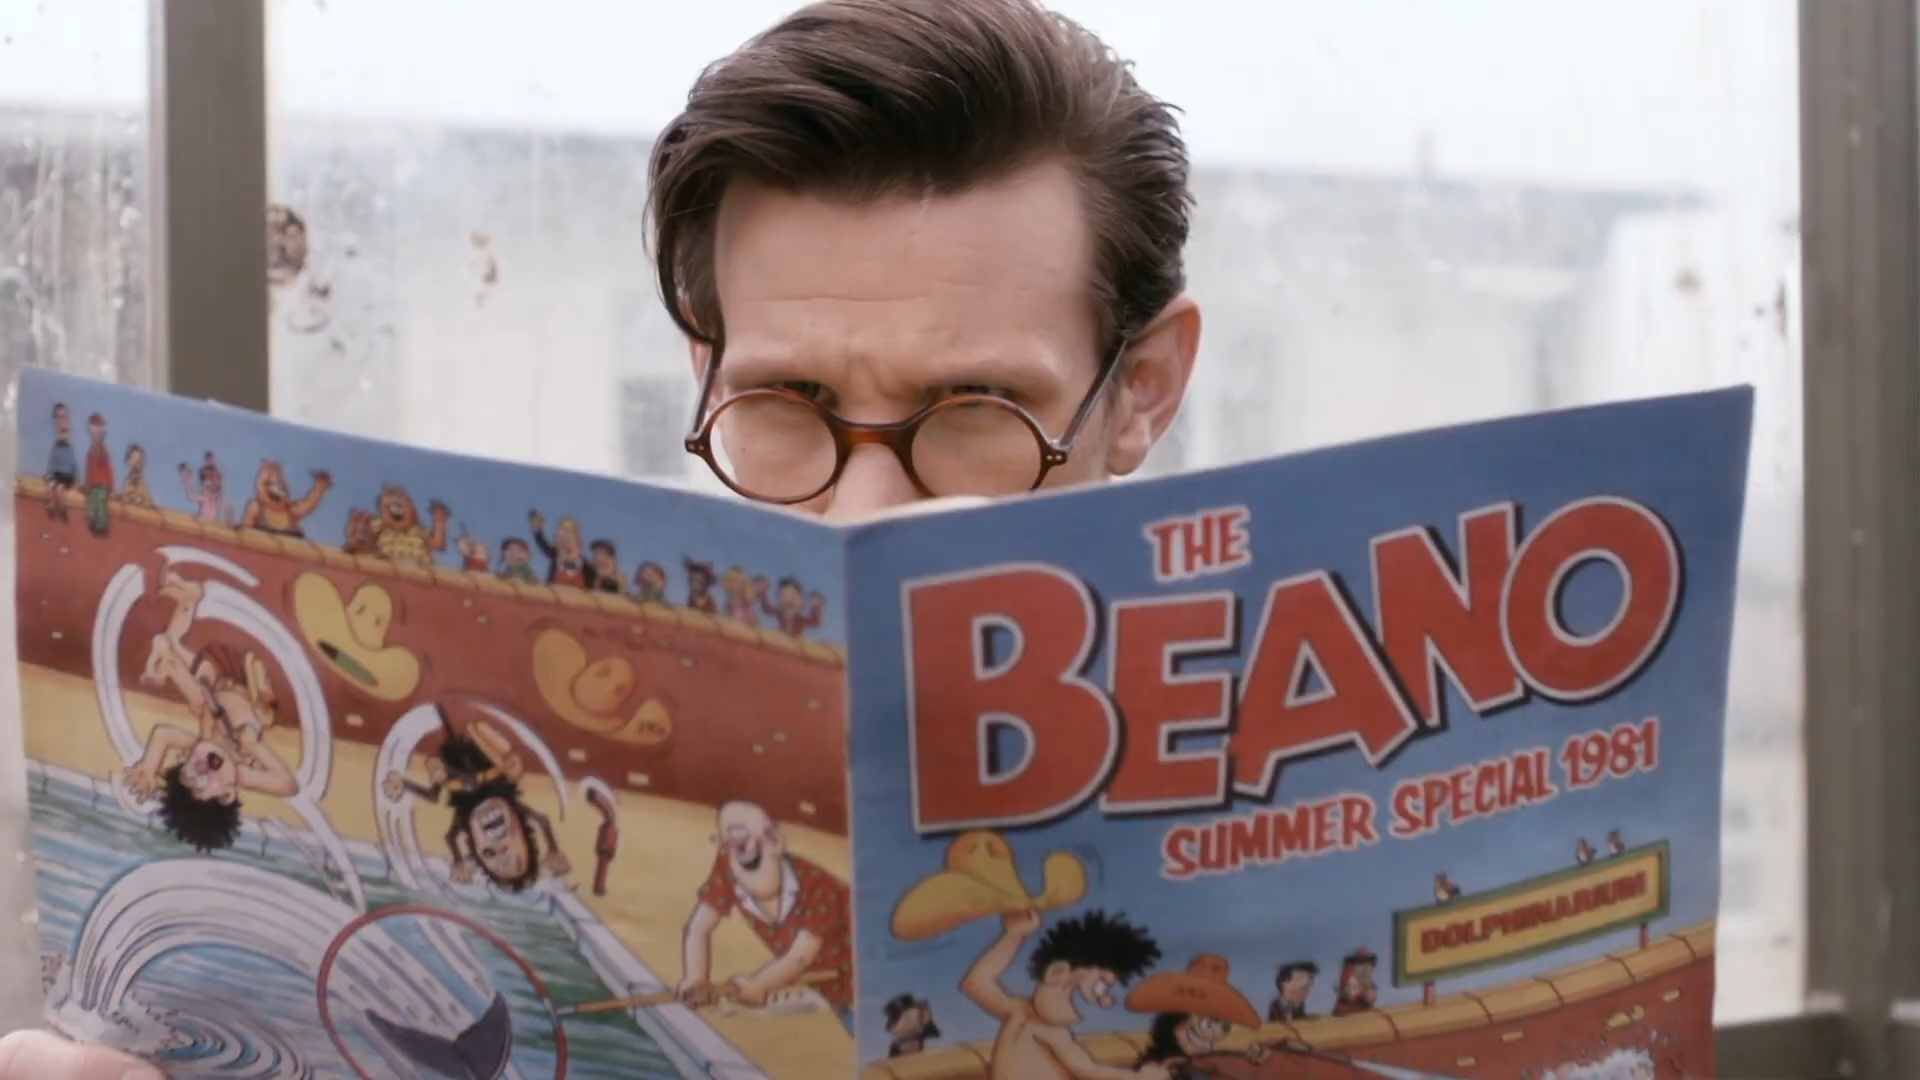 THE
BEANO
SUMMER SPECIAL 1981
DOLPHINARIUM